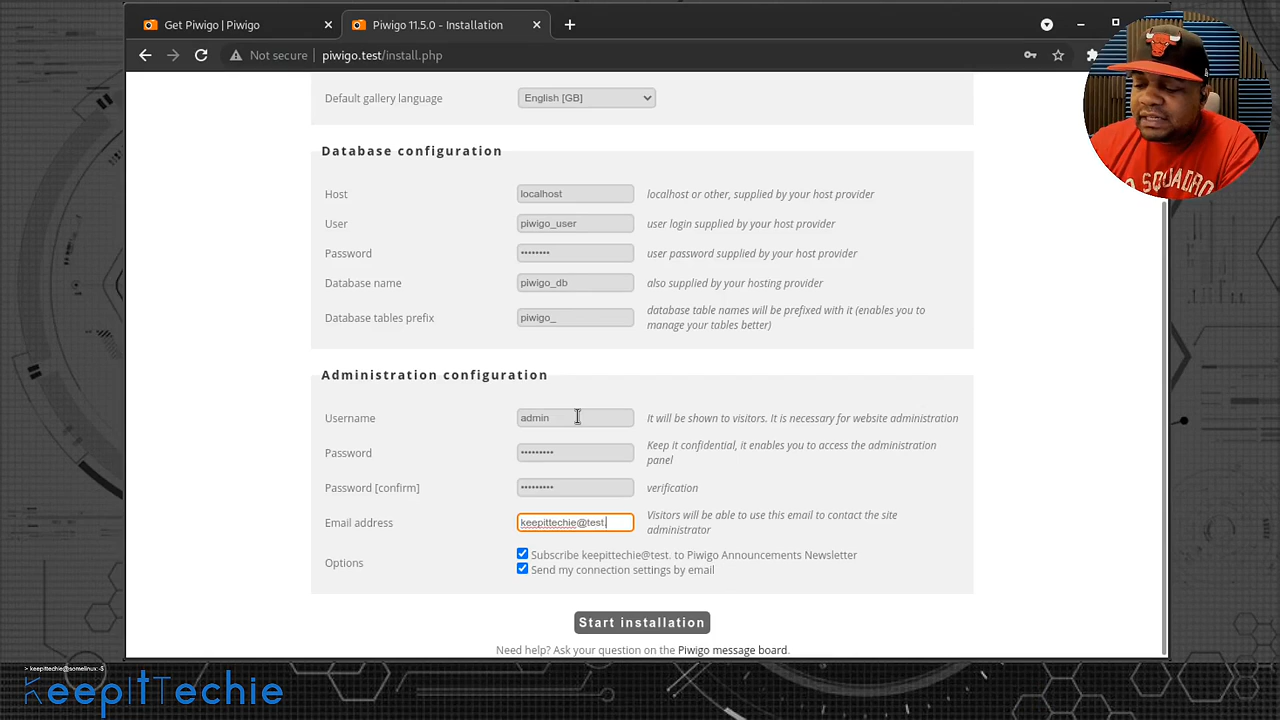 Get Piwigo | Piwigo
Piwigo 11.5.0 - Installation
Not secure
piwigo.test/install.php
Default gallery language
English [GB]
Database configuration
Host
localhost
localhost or other, supplied by your host provider
User
piwigo_user
user login supplied by your host provider
Password
••••••••
user password supplied by your host provider
Database name
piwigo_db
also supplied by your hosting provider
Database tables prefix
piwigo_
database table names will be prefixed with it (enables you to
manage your tables better)
Administration configuration
Username
admin
It will be shown to visitors. It is necessary for website administration
Password
•••••••••
Keep it confidential, it enables you to access the administration
panel
Password [confirm]
•••••••••
verification
Email address
keepittechie@test.
Visitors will be able to use this email to contact the site
administrator
Options
Subscribe keepittechie@test. to Piwigo Announcements Newsletter
Send my connection settings by email
Start installation
Need help? Ask your question on the Piwigo message board.
> keepittechie@somelinux:~$
KeepItTechie
O SQUADRO